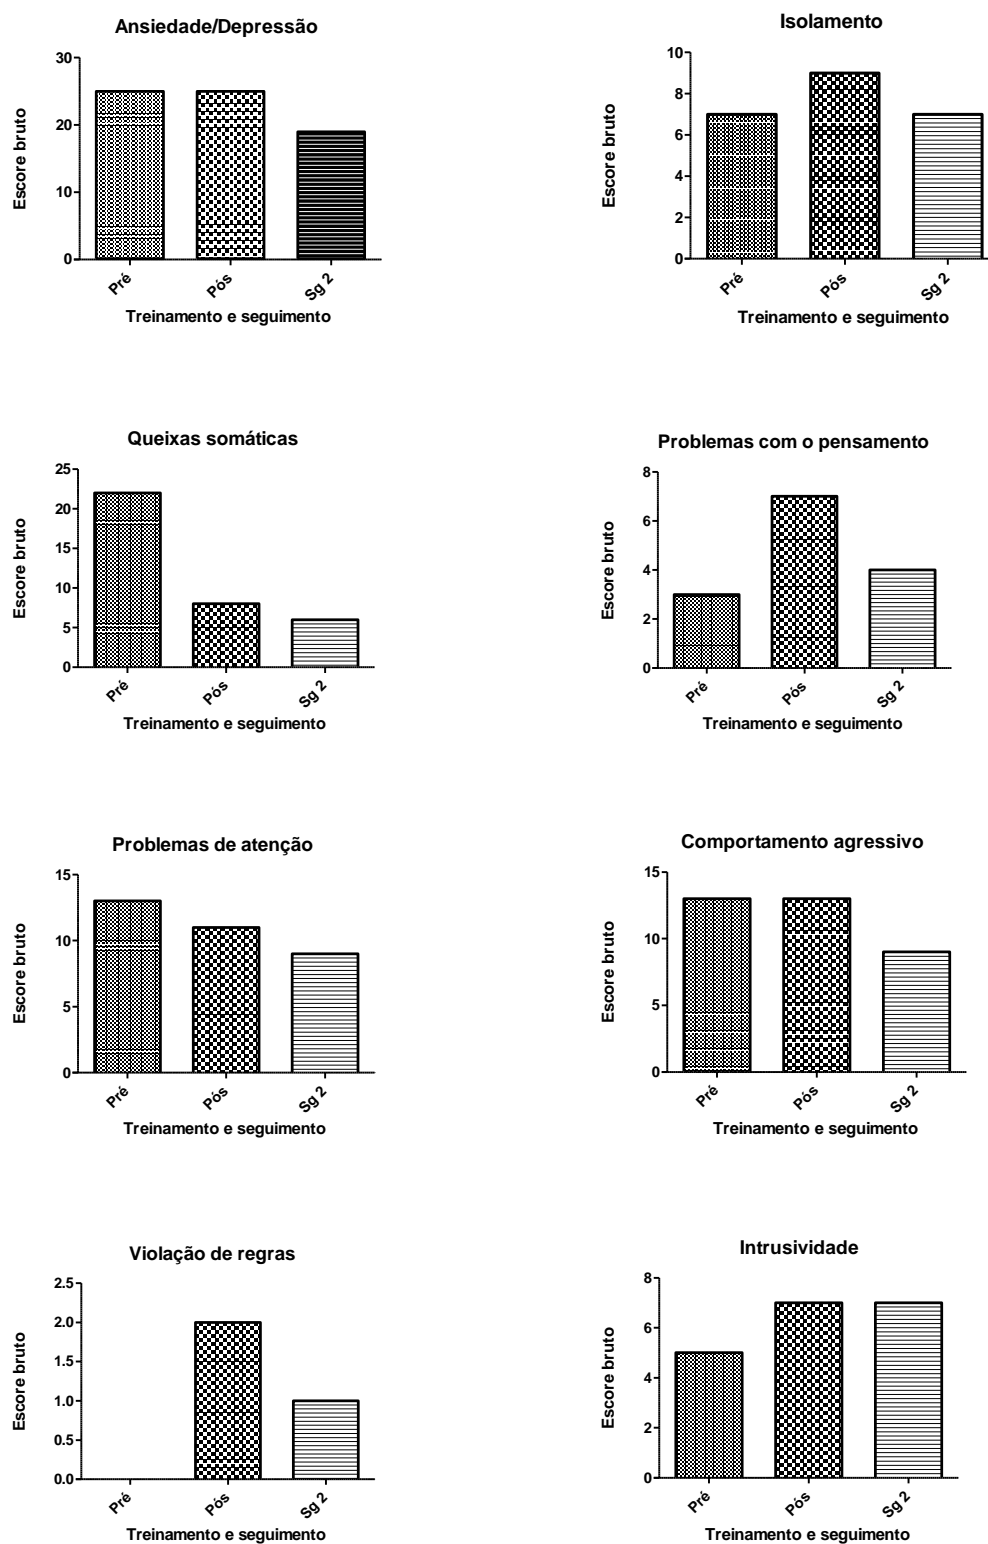 Ansiedade/Depressão
30
20
10
0
Escore bruto
Pré
Pós
Sg 2
Treinamento e seguimento
Isolamento
10
8
6
4
2
0
Escore bruto
Pré
Pós
Sg 2
Treinamento e seguimento
Queixas somáticas
25
20
15
10
5
0
Escore bruto
Pré
Pós
Sg 2
Treinamento e seguimento
Problemas com o pensamento
8
6
4
2
0
Escore bruto
Pré
Pós
Sg 2
Treinamento e seguimento
Problemas de atenção
15
10
5
0
Escore bruto
Pré
Pós
Sg 2
Treinamento e seguimento
Comportamento agressivo
15
10
5
0
Escore bruto
Pré
Pós
Sg 2
Treinamento e seguimento
Violação de regras
2.5
2.0
1.5
1.0
0.5
0.0
Escore bruto
Pré
Pós
Sg 2
Treinamento e seguimento
Intrusividade
8
6
4
2
0
Escore bruto
Pré
Pós
Sg 2
Treinamento e seguimento